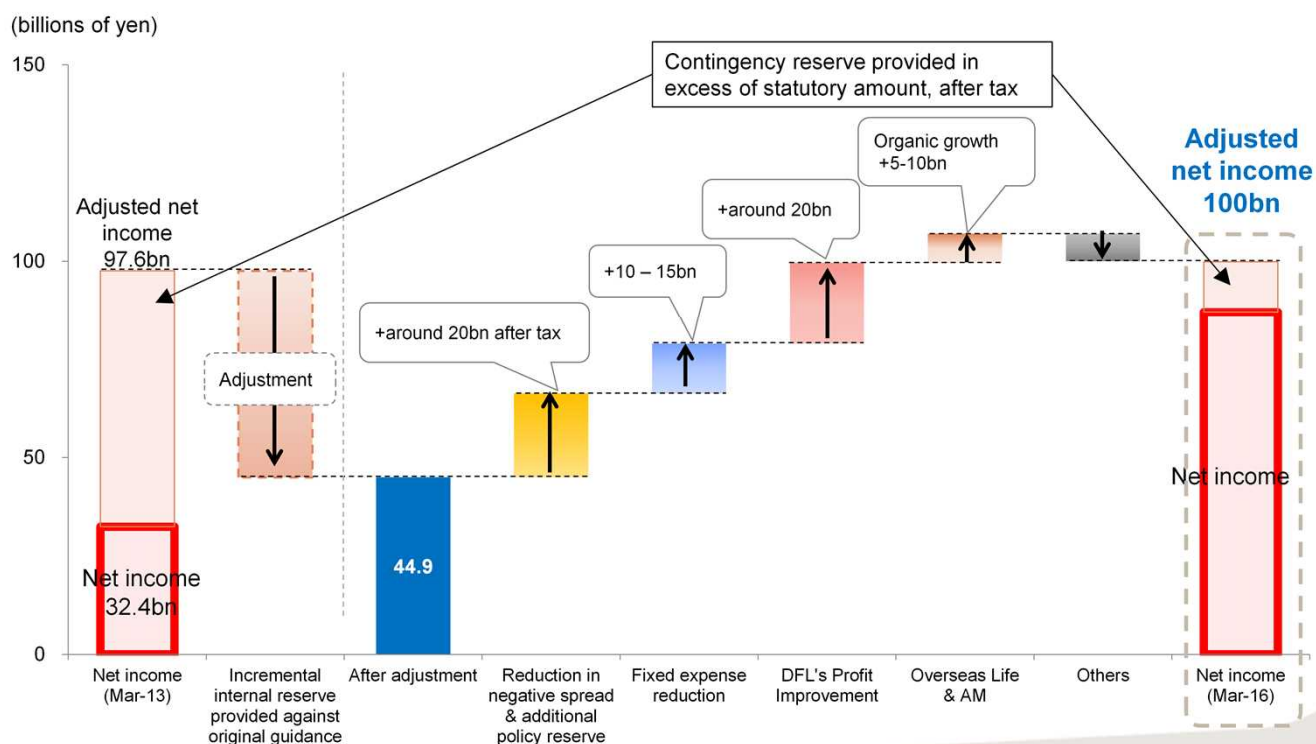 (billions of yen)
150
100
50
0
Contingency reserve provided in
excess of statutory amount, after tax
Adjusted net
income
97.6bn
Net income
32.4bn
Adjustment
44.9
+around 20bn after tax
+10 – 15bn
+around 20bn
Organic growth
+5-10bn
Adjusted
net income
100bn
Net income
Net income
(Mar-13)
Incremental
internal reserve
provided against
original guidance
After adjustment
Reduction in
negative spread
& additional
policy reserve
Fixed expense
reduction
DFL's Profit
Improvement
Overseas Life
& AM
Others
Net income
(Mar-16)